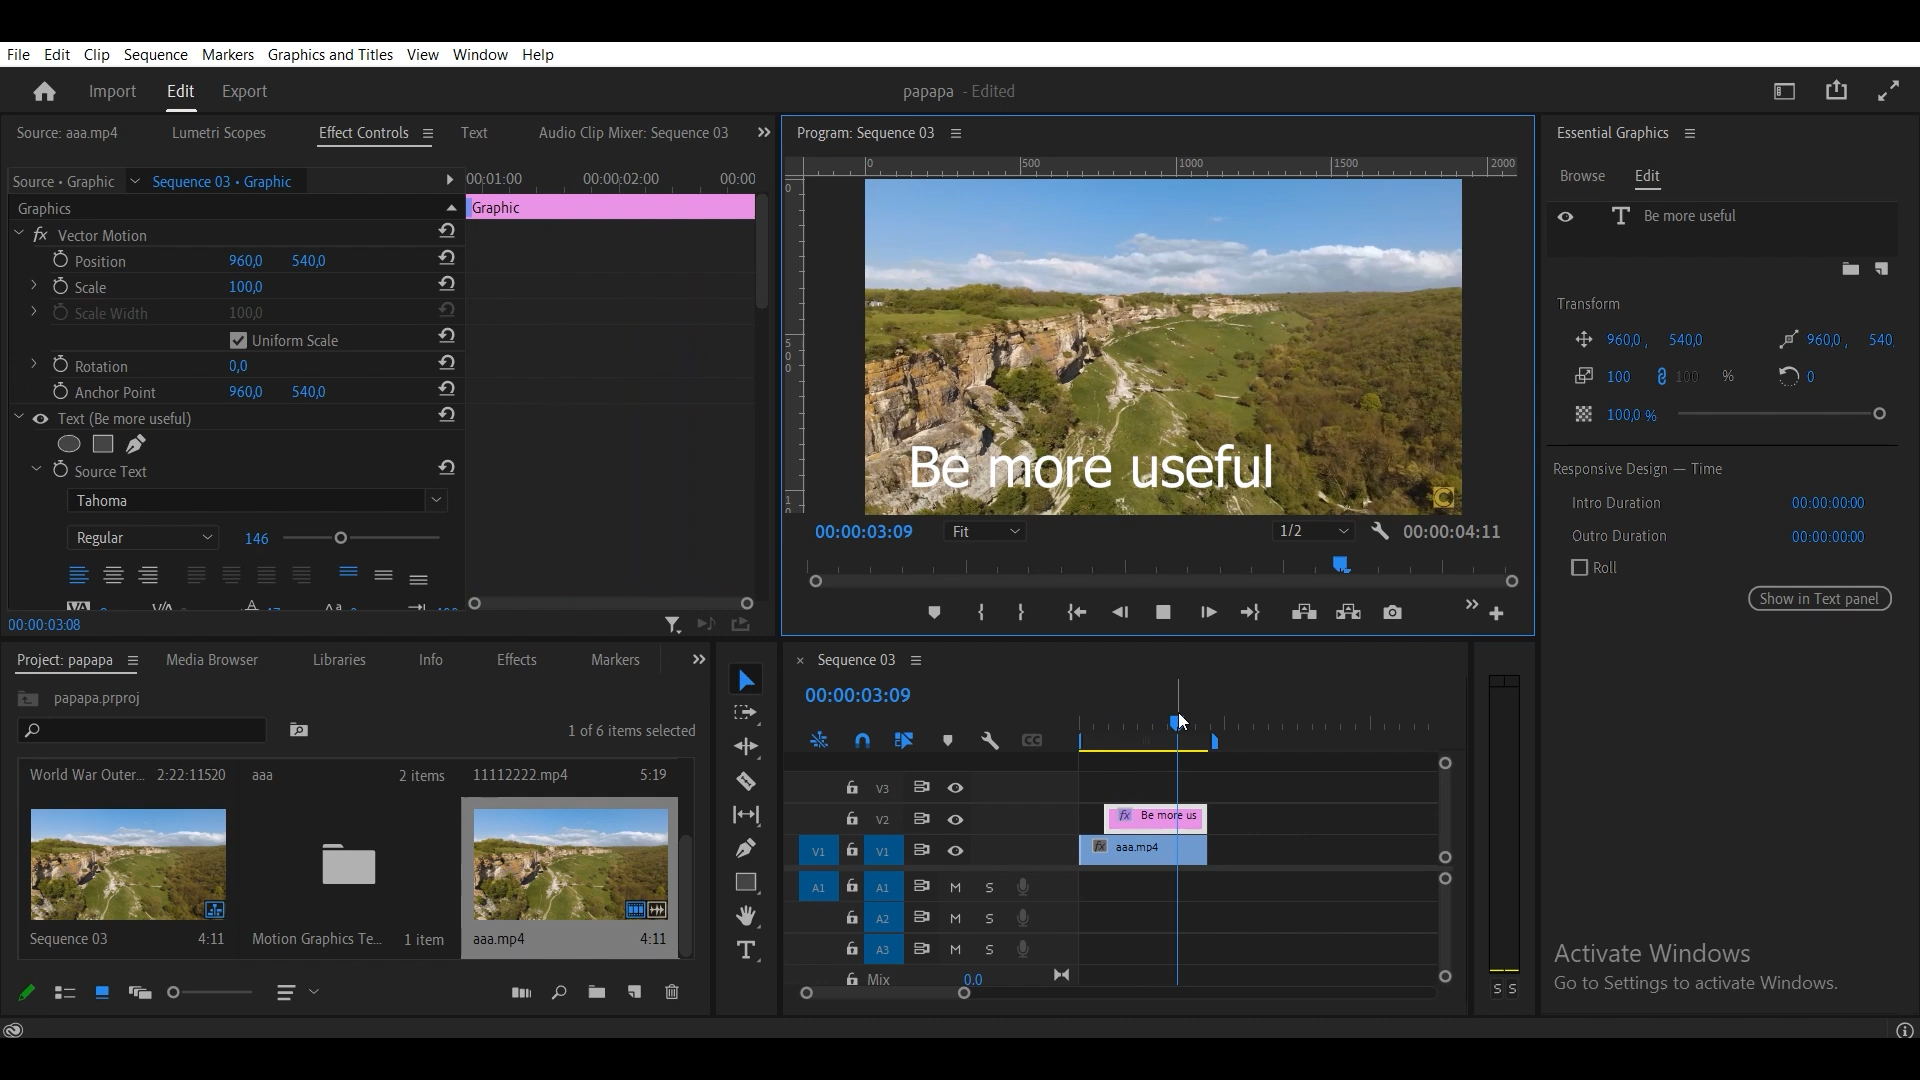 File Edit Clip Sequence Markers Graphics and Titles View Window Help
Import Edit Export
papapa - Edited
Source: aaa.mp4 Lumetri Scopes Effect Controls Text Audio Clip Mixer: Sequence 03
Source • Graphic Sequence 03 • Graphic
00:01:00 00:00:02:00 00:00
Graphics
Graphic
fx Vector Motion
Position 960,0 540,0
Scale 100,0
Scale Width 100,0
Uniform Scale
Rotation 0,0
Anchor Point 960,0 540,0
Text (Be more useful)
Source Text
Tahoma
Regular 146
00:00:03:08
Program: Sequence 03
0 500 1000 1500 2000
Be more useful
00:00:03:09 Fit 1/2 00:00:04:11
Essential Graphics
Browse Edit
T Be more useful
Transform
960,0 , 540,0 960,0 , 540,
100 100 % 0
100,0 %
Responsive Design — Time
Intro Duration 00:00:00:00
Outro Duration 00:00:00:00
Roll
Show in Text panel
Project: papapa Media Browser Libraries Info Effects Markers
papapa.prproj
1 of 6 items selected
World War Outer... 2:22:11520 aaa 2 items 11112222.mp4 5:19
Sequence 03 4:11 Motion Graphics Te... 1 item aaa.mp4 4:11
× Sequence 03
00:00:03:09
V3
V2
fx Be more us
V1 V1
fx aaa.mp4
A1 A1 M S
A2 M S
A3 M S
Mix 0.0
S S
Activate Windows
Go to Settings to activate Windows.